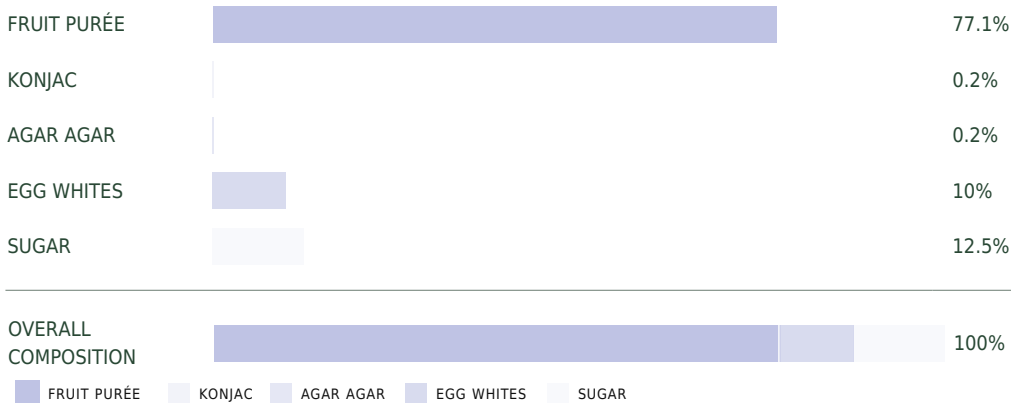 FRUIT PURÉE 77.1%
KONJAC 0.2%
AGAR AGAR 0.2%
EGG WHITES 10%
SUGAR 12.5%
OVERALL
COMPOSITION 100%
FRUIT PURÉE KONJAC AGAR AGAR EGG WHITES SUGAR